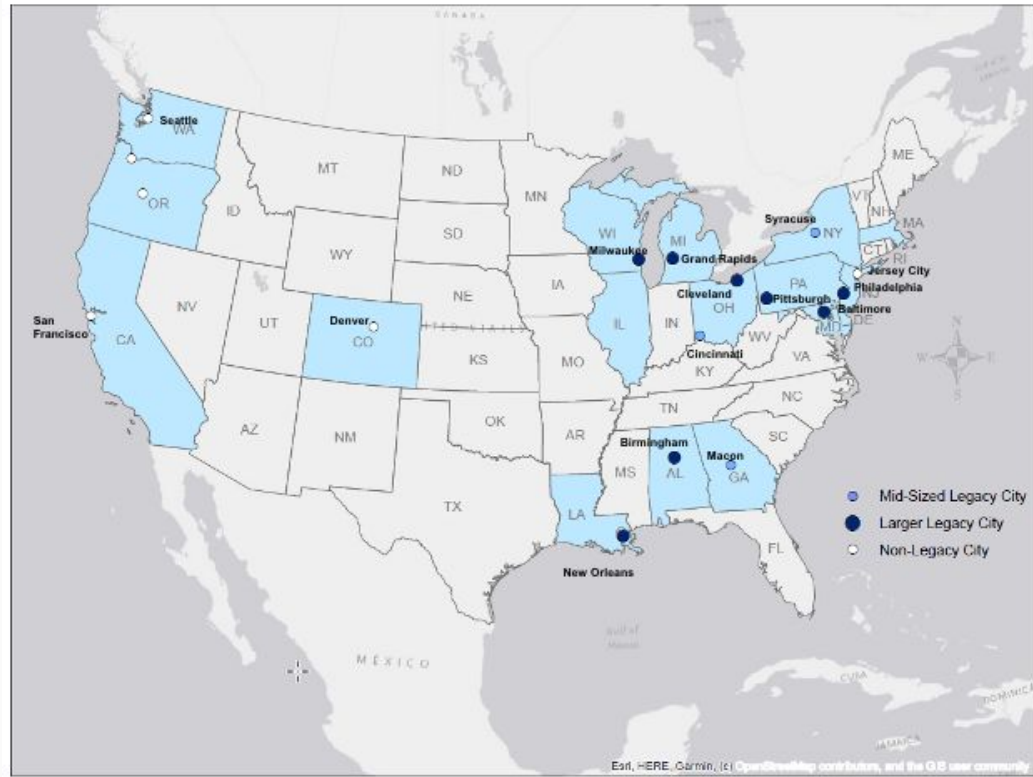 CANADA
Seattle
WA
OR
ID
MT
ND
MN
WI
MI
ME
VT
NH
MA
CT
RI
NY
Syracuse
Milwaukee
Grand Rapids
Jersey City
Philadelphia
NJ
Cleveland
PA
Pittsburgh
Baltimore
MD
DE
OH
SD
WY
IA
NE
UNITED STATES
San
Francisco
CA
NV
UT
Denver
CO
KS
MO
IL
IN
Cincinnati
WV
VA
KY
NC
TN
SC
AZ
NM
OK
AR
Birmingham
AL
Macon
GA
MS
LA
TX
FL
New Orleans
Mid-Sized Legacy City
Larger Legacy City
Non-Legacy City
N
W
E
S
Gulf of
MÉXICO
CUBA
JAMAICA
Esri, HERE, Garmin, (c) OpenStreetMap contributors, and the GIS user community